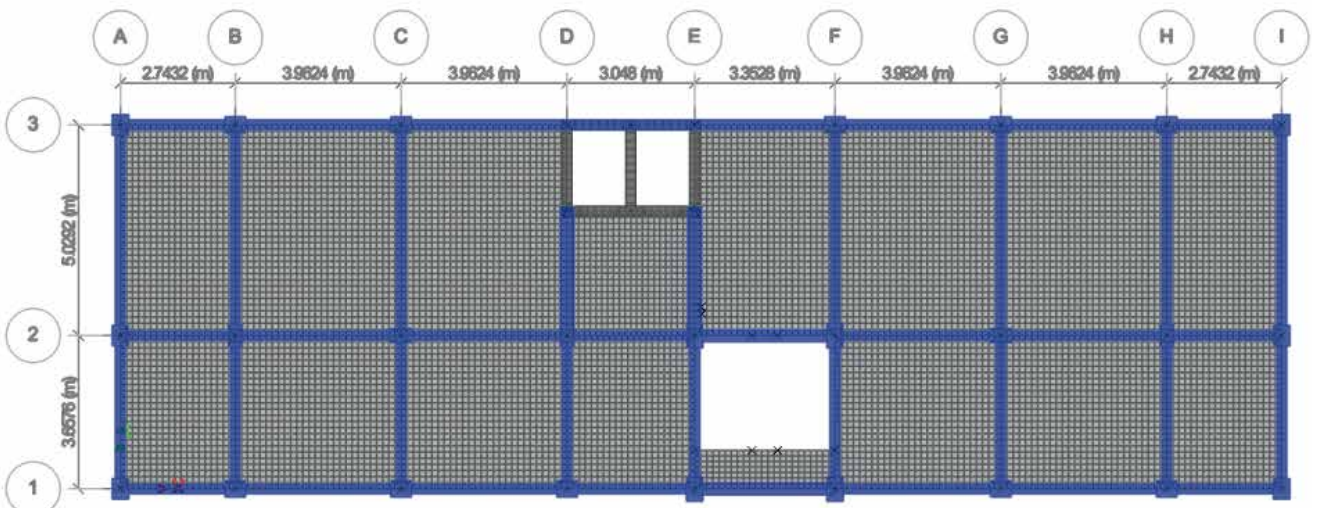 A B C D E F G H I
2.7432 (m) 3.9624 (m) 3.9624 (m) 3.048 (m) 3.3528 (m) 3.9624 (m) 3.9624 (m) 2.7432 (m)
3
5.0292 (m)
2
3.6576 (m)
1